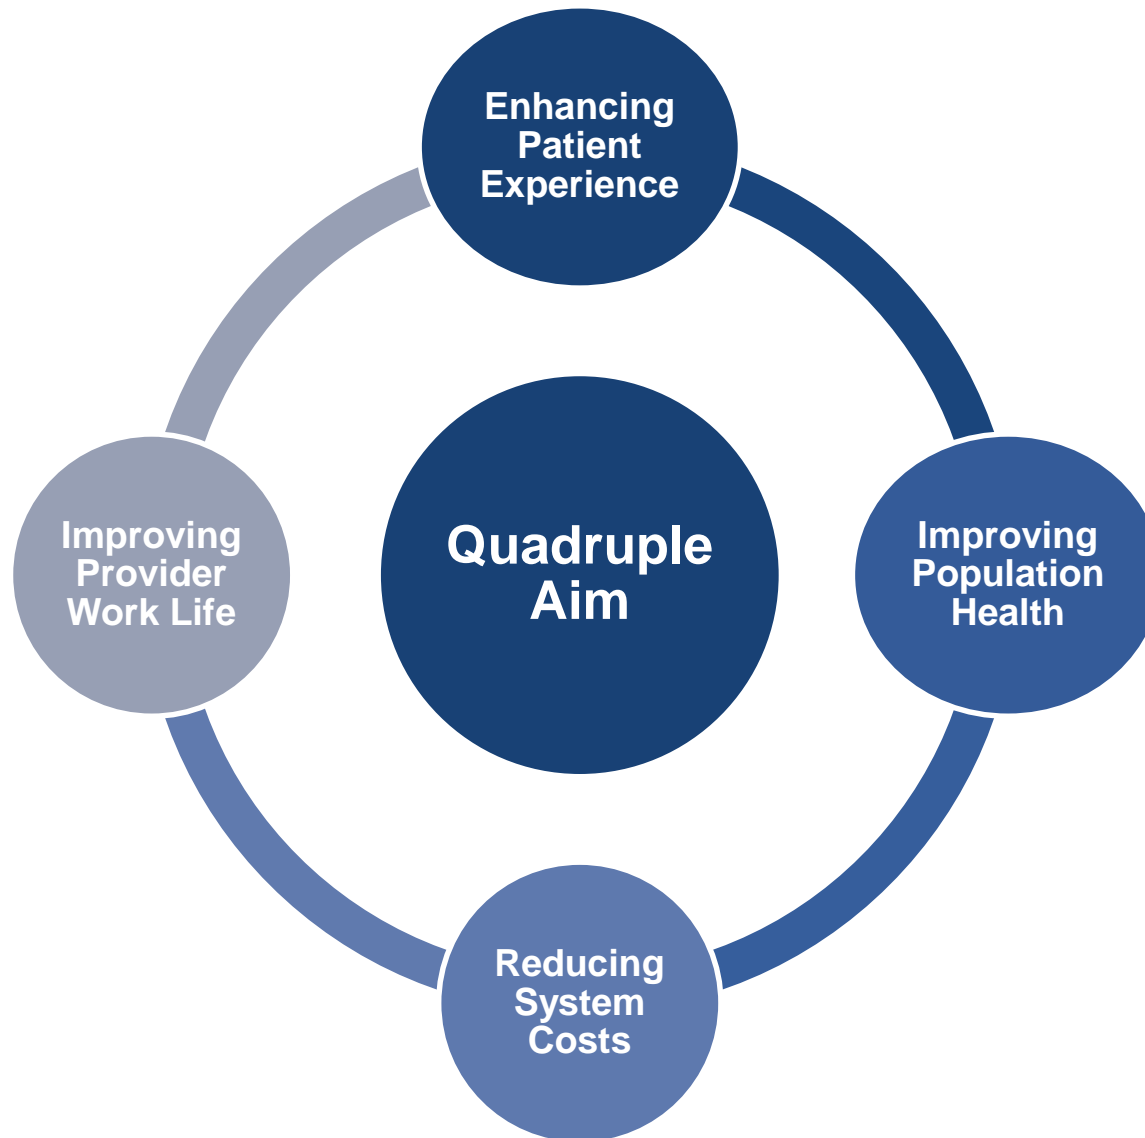 Enhancing
Patient
Experience
Improving
Provider
Work Life
Quadruple
Aim
Improving
Population
Health
Reducing
System
Costs